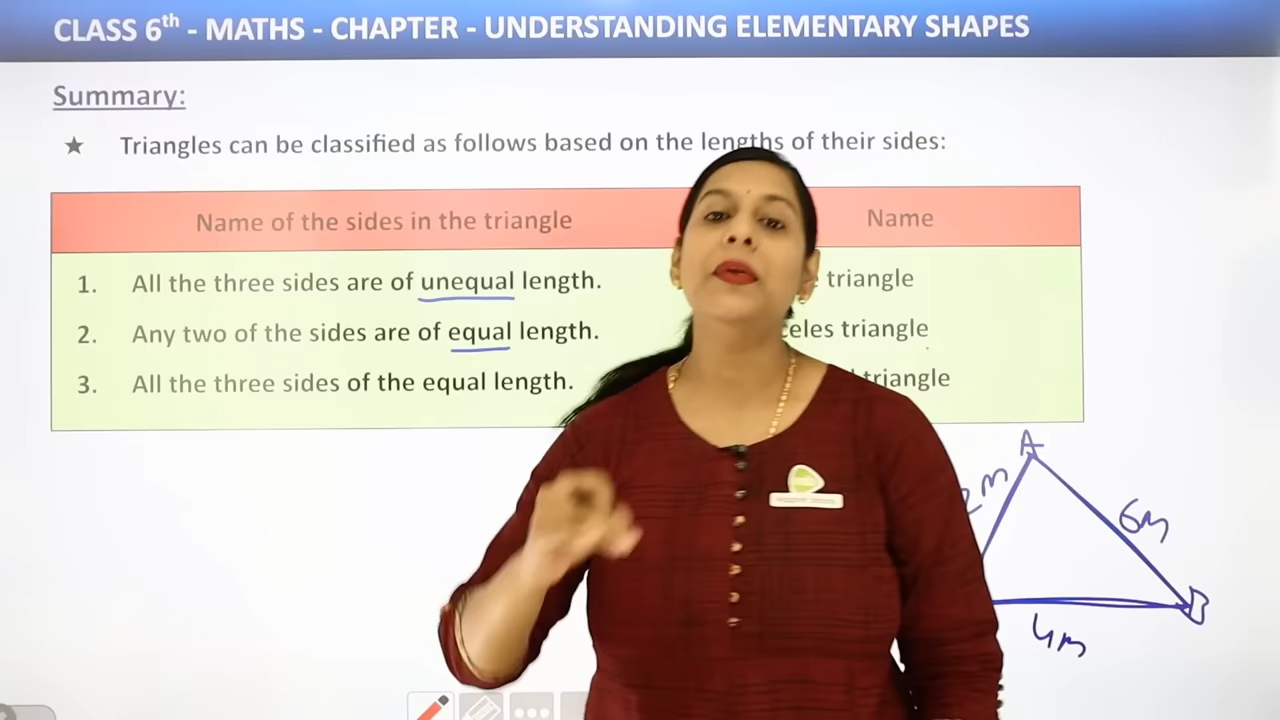 CLASS 6th - MATHS - CHAPTER - UNDERSTANDING ELEMENTARY SHAPES
Summary:
★ Triangles can be classified as follows based on the lengths of their sides:
Name of the sides in the triangle Name
1. All the three sides are of unequal length. triangle
2. Any two of the sides are of equal length. celes triangle
3. All the three sides of the equal length. triangle
A
2m 6m
B
4m